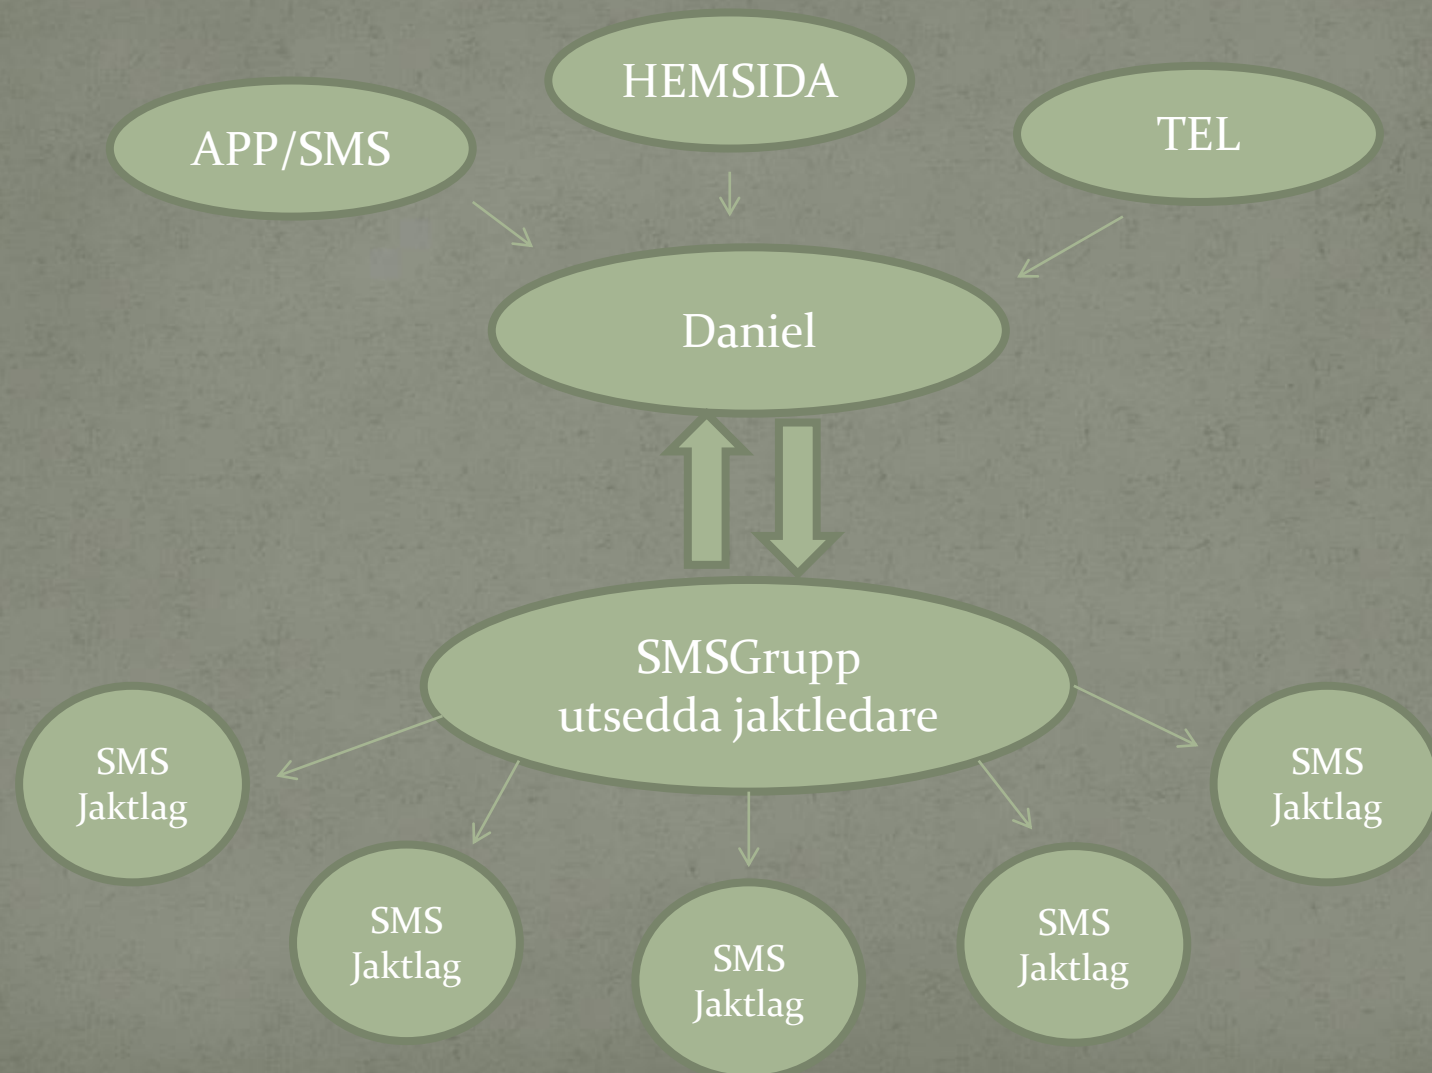 HEMSIDA
APP/SMS
TEL
Daniel
SMSGrupp
utsedda jaktledare
SMS
Jaktlag
SMS
Jaktlag
SMS
Jaktlag
SMS
Jaktlag
SMS
Jaktlag